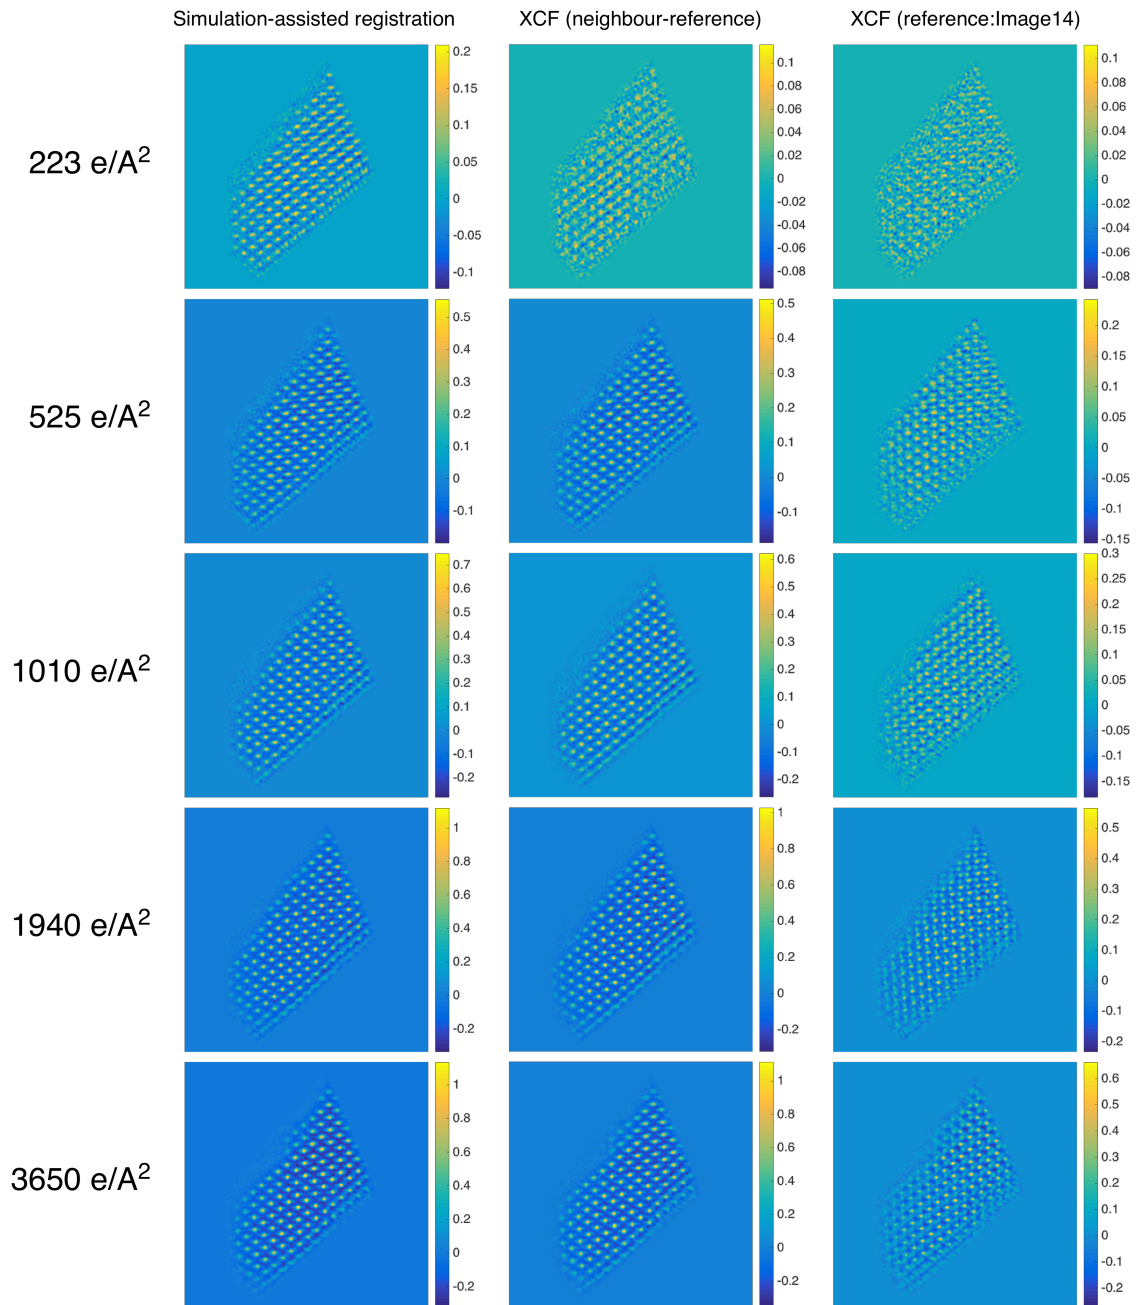 Simulation-assisted registration XCF (neighbour-reference) XCF (reference:Image14)
223 e/A²
0.2 0.15 0.1 0.05 0 -0.05 -0.1
0.1 0.08 0.06 0.04 0.02 0 -0.02 -0.04 -0.06 -0.08
0.1 0.08 0.06 0.04 0.02 0 -0.02 -0.04 -0.06 -0.08
525 e/A²
0.5 0.4 0.3 0.2 0.1 0 -0.1
0.5 0.4 0.3 0.2 0.1 0 -0.1
0.2 0.15 0.1 0.05 0 -0.05 -0.1 -0.15
1010 e/A²
0.7 0.6 0.5 0.4 0.3 0.2 0.1 0 -0.1 -0.2
0.6 0.5 0.4 0.3 0.2 0.1 0 -0.1 -0.2
0.3 0.25 0.2 0.15 0.1 0.05 0 -0.05 -0.1 -0.15
1940 e/A²
1 0.8 0.6 0.4 0.2 0 -0.2
1 0.8 0.6 0.4 0.2 0 -0.2
0.5 0.4 0.3 0.2 0.1 0 -0.1 -0.2
3650 e/A²
1 0.8 0.6 0.4 0.2 0 -0.2
1 0.8 0.6 0.4 0.2 0 -0.2
0.6 0.5 0.4 0.3 0.2 0.1 0 -0.1 -0.2